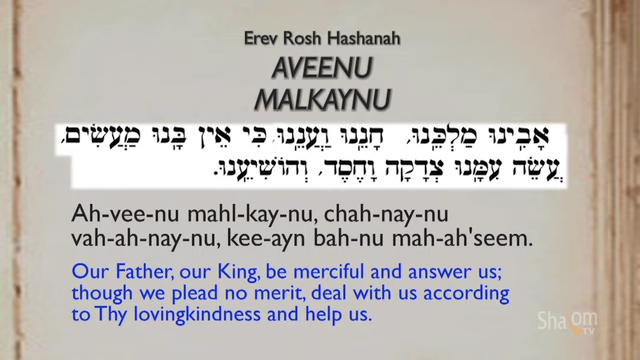 Erev Rosh Hashanah
AVEENU
MALKAYNU
אָבִינוּ מַלְכֵּנוּ, חָנֵּנוּ וַעֲנֵנוּ, כִּי אֵין בָּנוּ מַעֲשִׂים,
עֲשֵׂה עִמָּנוּ צְדָקָה וָחֶסֶד, וְהוֹשִׁיעֵנוּ.
Ah-vee-nu mahl-kay-nu, chah-nay-nu
vah-ah-nay-nu, kee-ayn bah-nu mah-ah'seem.
Our Father, our King, be merciful and answer us;
though we plead no merit, deal with us according
to Thy lovingkindness and help us.
Shalom
TV